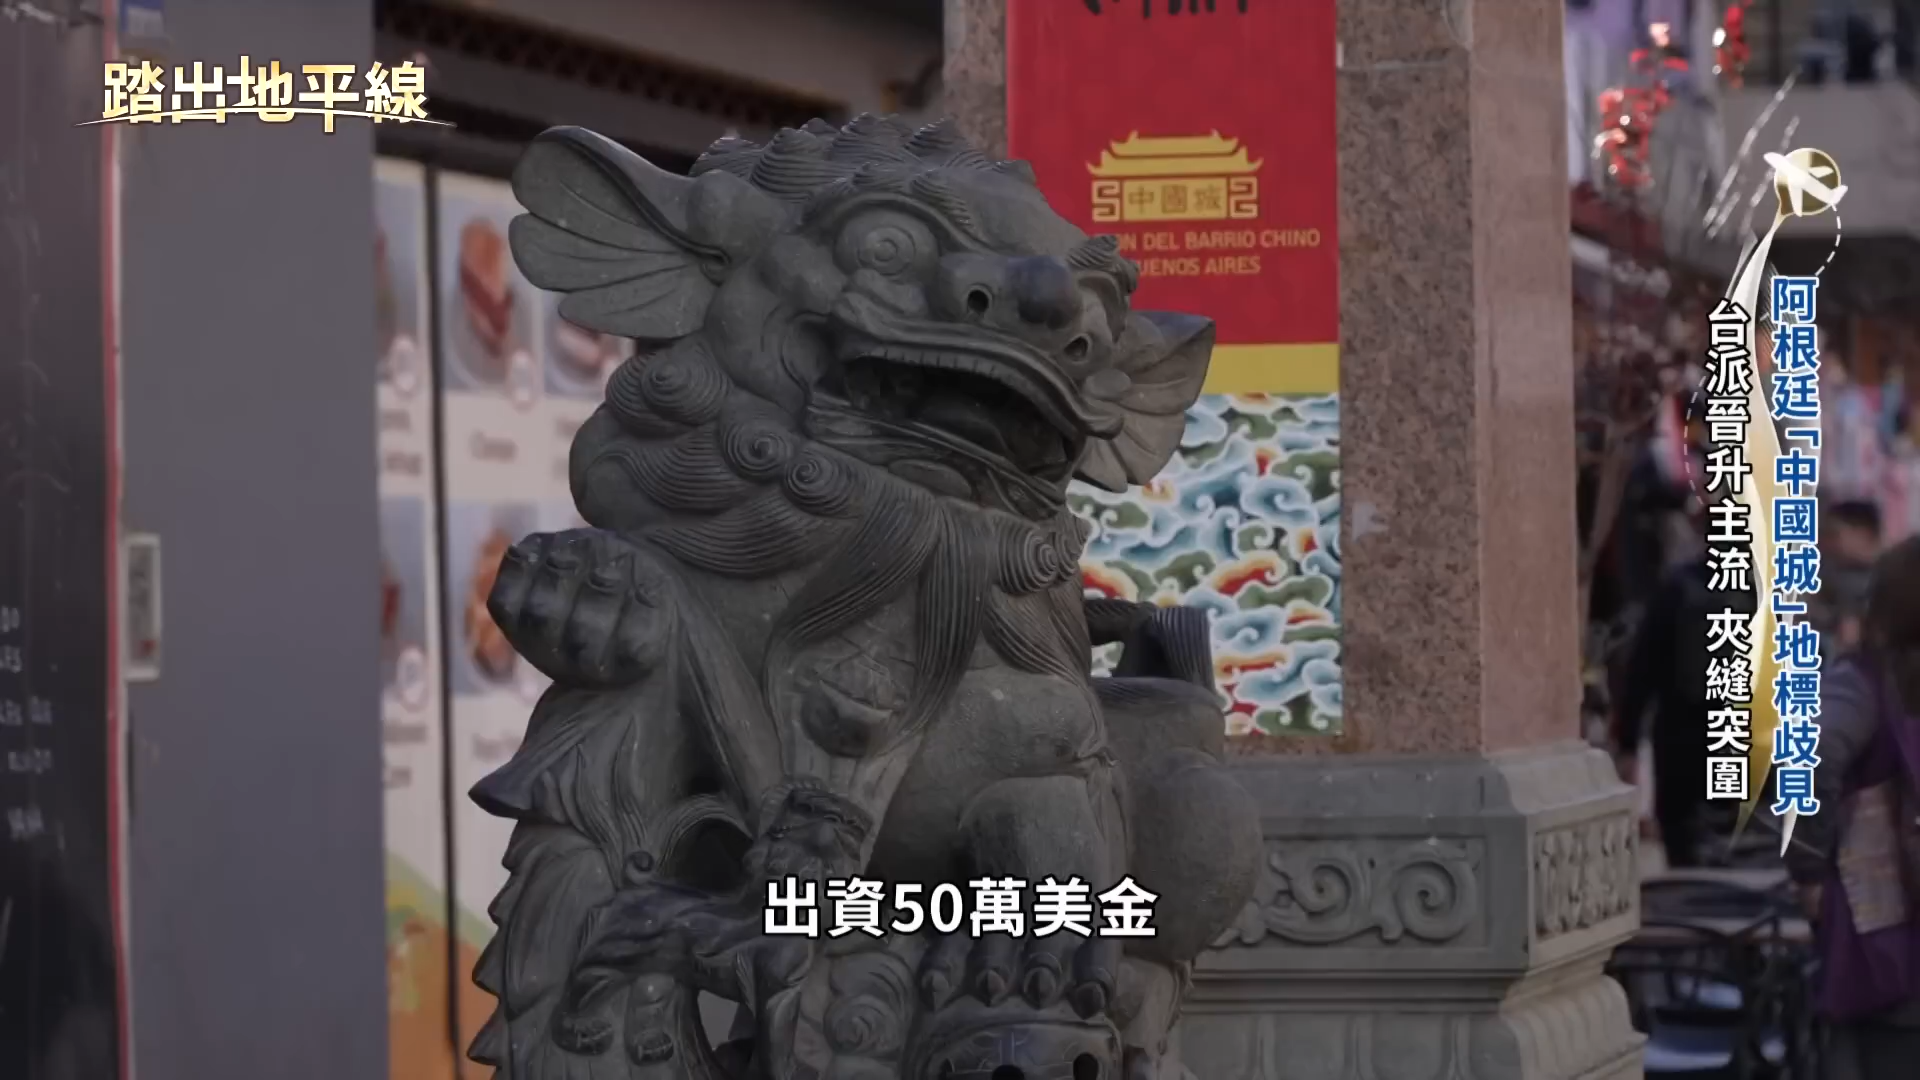 踏出地平線
中國城
ON DEL BARRIO CHINO
UENOS AIRES
阿根廷「中國城」地標歧見
台派晉升主流 夾縫突圍
出資50萬美金